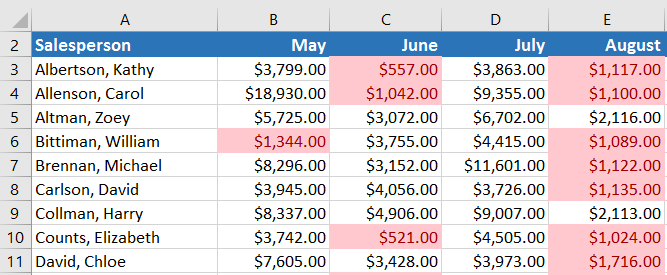 A B C D E
2 Salesperson May June July August
3 Albertson, Kathy $3,799.00 $557.00 $3,863.00 $1,117.00
4 Allenson, Carol $18,930.00 $1,042.00 $9,355.00 $1,100.00
5 Altman, Zoey $5,725.00 $3,072.00 $6,702.00 $2,116.00
6 Bittiman, William $1,344.00 $3,755.00 $4,415.00 $1,089.00
7 Brennan, Michael $8,296.00 $3,152.00 $11,601.00 $1,122.00
8 Carlson, David $3,945.00 $4,056.00 $3,726.00 $1,135.00
9 Collman, Harry $8,337.00 $4,906.00 $9,007.00 $2,113.00
10 Counts, Elizabeth $3,742.00 $521.00 $4,505.00 $1,024.00
11 David, Chloe $7,605.00 $3,428.00 $3,973.00 $1,716.00